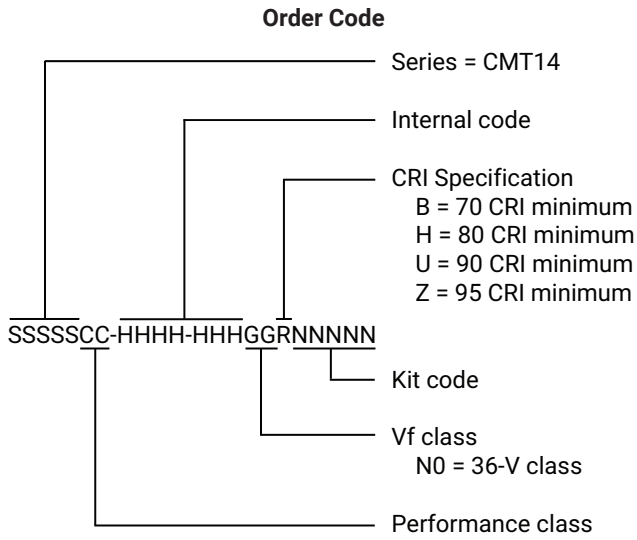 Order Code
Series = CMT14
Internal code
CRI Specification
B = 70 CRI minimum
H = 80 CRI minimum
U = 90 CRI minimum
Z = 95 CRI minimum
SSSSSCC-HHHH-HHHGGRNNNNN
Kit code
Vf class
N0 = 36-V class
Performance class